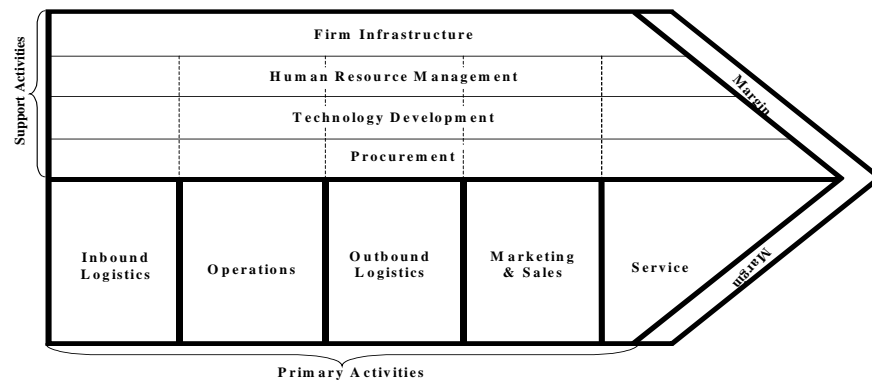 Support Activities
Firm Infrastructure
Human Resource Management
Technology Development
Procurement
Margin
Inbound
Logistics
Operations
Outbound
Logistics
Marketing
& Sales
Service
Margin
Primary Activities